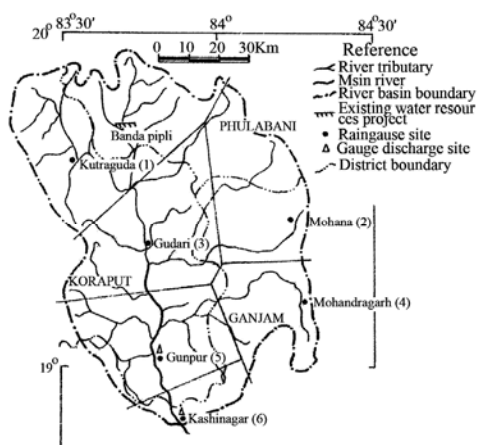 83°30'
84°
84°30'
20°
0 10 20 30Km
Reference
River tributary
Msin river
River basin boundary
Existing water resour
ces project
Raingause site
Gauge discharge site
District boundary
Banda pipli
PHULABANI
Kutraguda (1)
Mohana (2)
Gudari (3)
KORAPUT
Mohandragarh (4)
GANJAM
19°
Gunpur (5)
Kashinagar (6)